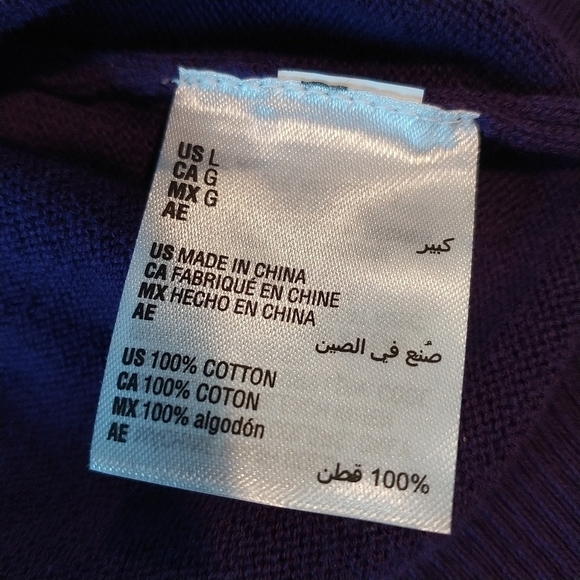 US L
CA G
MX G
AE
كبير
US MADE IN CHINA
CA FABRIQUÉ EN CHINE
MX HECHO EN CHINA
AE
صُنع في الصين
US 100% COTTON
CA 100% COTON
MX 100% algodón
AE
100% قطن